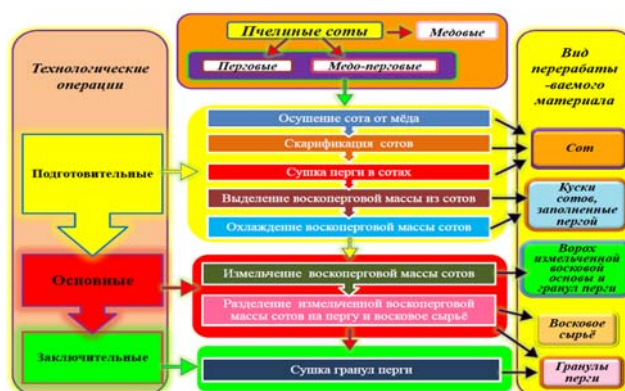 Пчелиные соты
Медовые
Перговые
Медо-перговые
Технологические
операции
Подготовительные
Основные
Заключительные
Осушение сота от мёда
Скарификация сотов
Сушка перги в сотах
Выделение восκοперговой массы из сотов
Охлаждение воскоперговой массы сотов
Измельчение воскоперговой массы сотов
Разделение измельченной воскоперговой
массы сотов на пергу и восковое сырьё
Сушка гранул перги
Вид
перерабаты
-ваемого
материала
Сот
Куски
сотов,
заполненные
пергой
Ворох
измельченной
восковой
основы и
гранул перги
Восковое
сырьё
Гранулы
перги